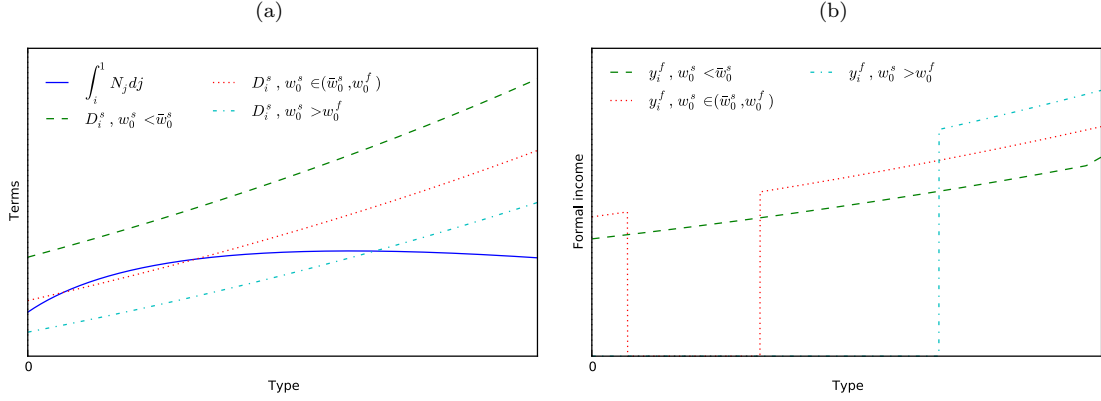 (a)
∫_i^1 N_j dj
D_i^s , w_0^s < w̄_0^s
D_i^s , w_0^s ∈(w̄_0^s ,w_0^f)
D_i^s , w_0^s >w_0^f
Terms
0
Type
(b)
y_i^f , w_0^s < w̄_0^s
y_i^f , w_0^s ∈(w̄_0^s ,w_0^f)
y_i^f , w_0^s >w_0^f
Formal income
0
Type